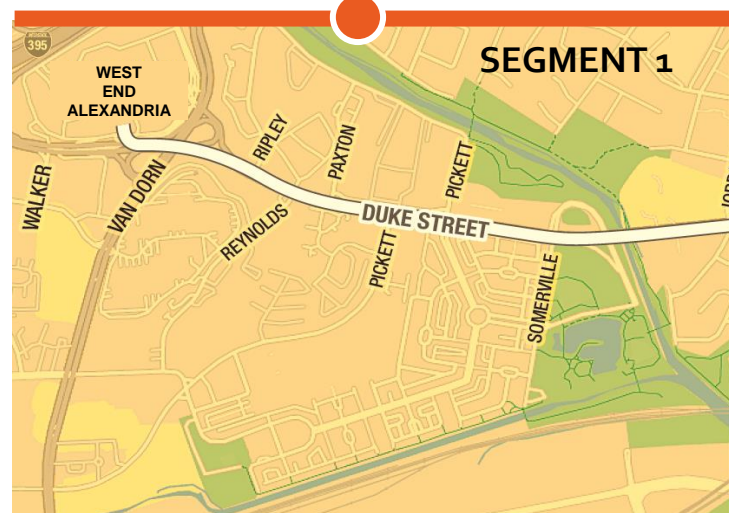 SEGMENT 1
395
WEST
END
ALEXANDRIA
WALKER
VAN DORN
RIPLEY
REYNOLDS
PAXTON
PICKETT
DUKE STREET
PICKETT
SOMERVILLE